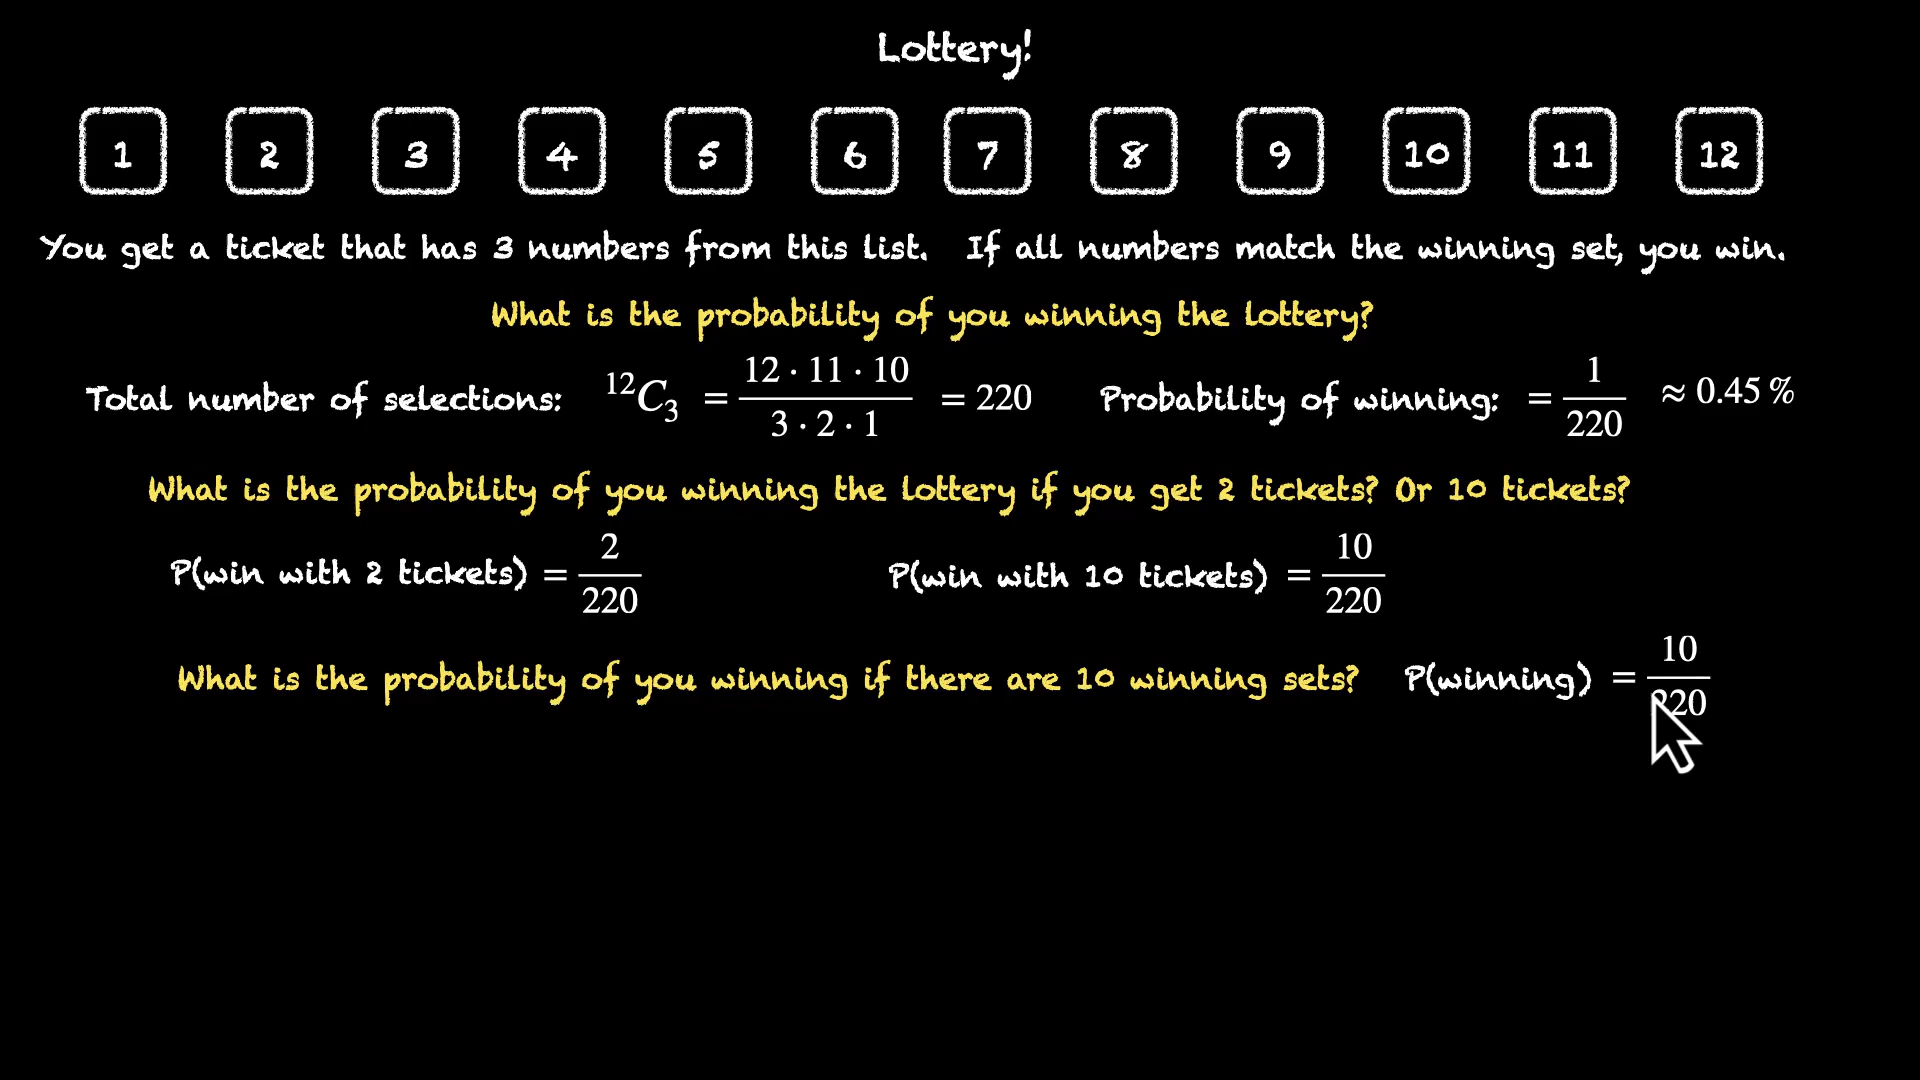 Lottery!
1 2 3 4 5 6 7 8 9 10 11 12
You get a ticket that has 3 numbers from this list. If all numbers match the winning set, you win.
What is the probability of you winning the lottery?
Total number of selections: ¹²C₃ = (12 · 11 · 10)/(3 · 2 · 1) = 220 Probability of winning: = 1/220 ≈ 0.45 %
What is the probability of you winning the lottery if you get 2 tickets? Or 10 tickets?
P(win with 2 tickets) = 2/220 P(win with 10 tickets) = 10/220
What is the probability of you winning if there are 10 winning sets? P(winning) = 10/220